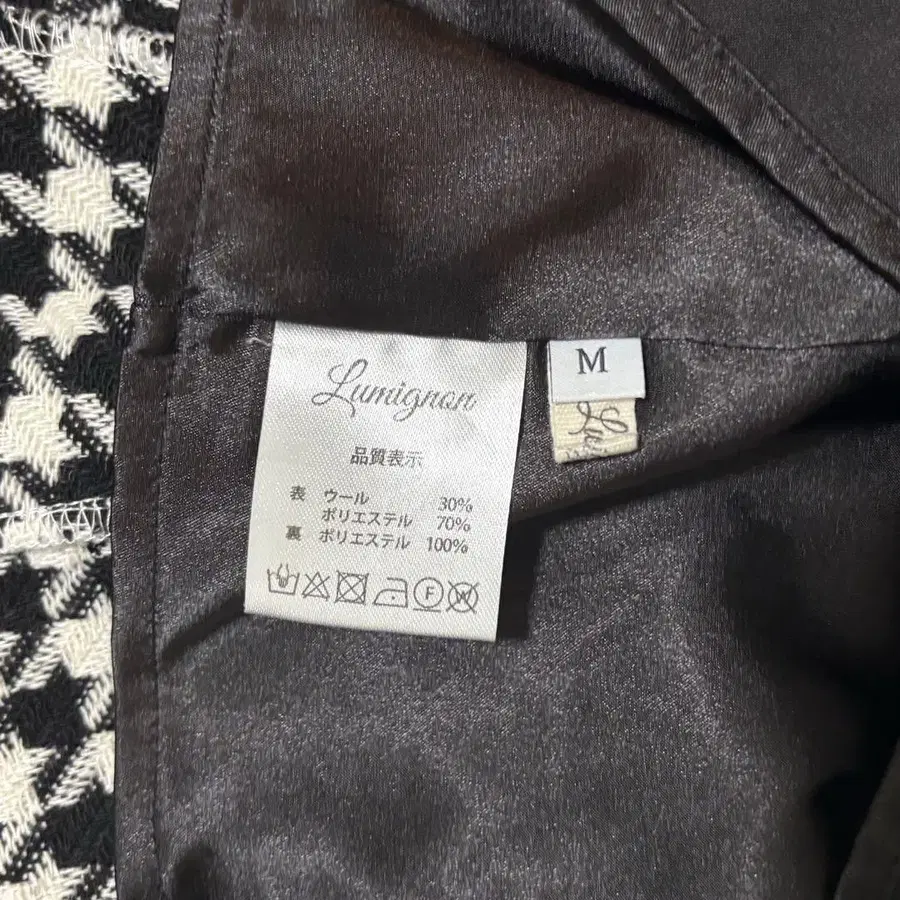 Lumignon
品質表示
表 ウール 30%
ポリエステル 70%
裏 ポリエステル 100%
F W
M